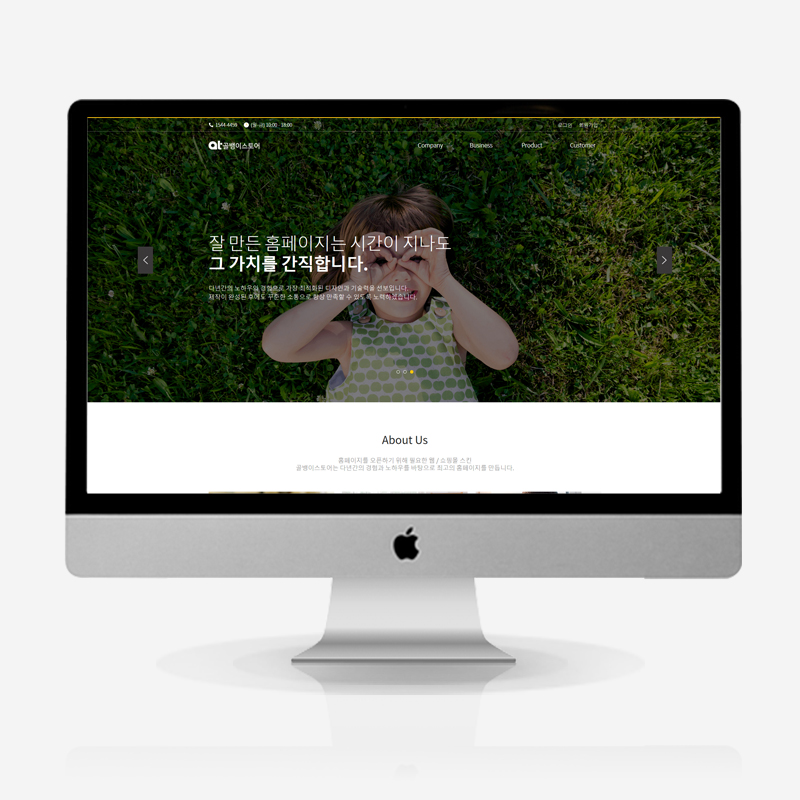 1544-4498 (월~금) 10:00 - 18:00
로그인 회원가입
at골뱅이스토어
Company Business Product Customer
잘 만든 홈페이지는 시간이 지나도
그 가치를 간직합니다.
다년간의 노하우와 경험으로 가장 최적화된 디자인과 기술력을 선보입니다.
제작이 완성된 후에도 꾸준한 소통으로 항상 만족할 수 있도록 노력하겠습니다.
About Us
홈페이지를 오픈하기 위해 필요한 웹 / 쇼핑몰 스킨
골뱅이스토어는 다년간의 경험과 노하우를 바탕으로 최고의 홈페이지를 만듭니다.